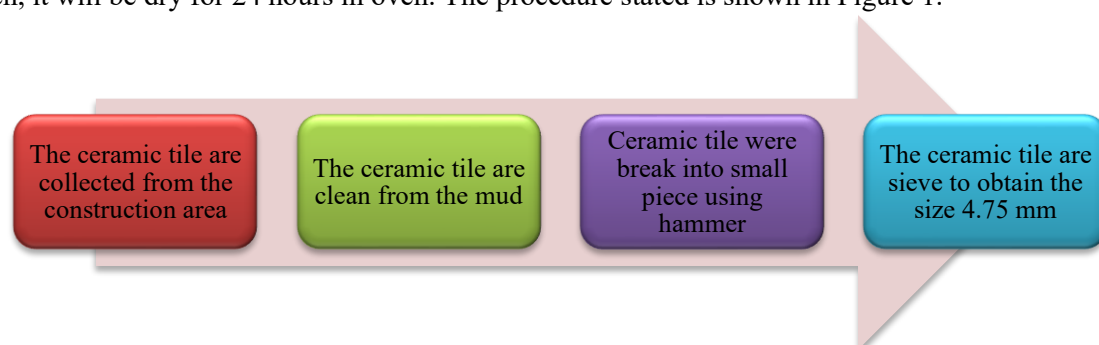 it will be dry for 24 hours in oven. The procedure stated is shown in Figure 1.
The ceramic tile are
collected from the
construction area
The ceramic tile are
clean from the mud
Ceramic tile were
break into small
piece using
hammer
The ceramic tile are
sieve to obtain the
size 4.75 mm